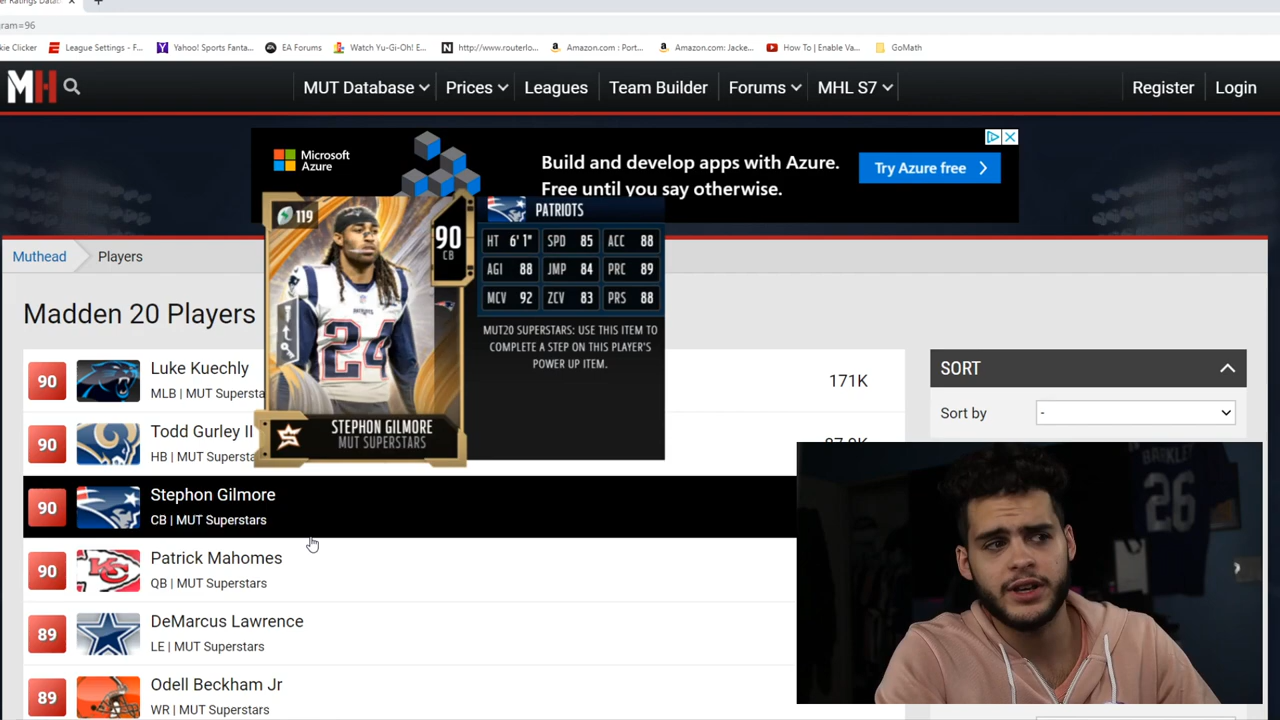 gram=96
kie Clicker
League Settings - F...
Yahoo! Sports Fanta...
EA Forums
Watch Yu-Gi-Oh! E...
http://www.routerlo...
Amazon.com : Port...
Amazon.com: Jacke...
How To | Enable Va...
GoMath
MH
MUT Database
Prices
Leagues
Team Builder
Forums
MHL S7
Register
Login
Microsoft Azure
Build and develop apps with Azure.
Free until you say otherwise.
Try Azure free
Muthead
Players
119
90
CB
24
STEPHON GILMORE
MUT SUPERSTARS
PATRIOTS
HT 6' 1" SPD 85 ACC 88
AGI 88 JMP 84 PRC 89
MCV 92 ZCV 83 PRS 88
MUT20 SUPERSTARS: USE THIS ITEM TO
COMPLETE A STEP ON THIS PLAYER'S
POWER UP ITEM.
Madden 20 Players
90
Luke Kuechly
MLB | MUT Supersta
171K
90
Todd Gurley II
HB | MUT Supersta
90
Stephon Gilmore
CB | MUT Superstars
90
Patrick Mahomes
QB | MUT Superstars
89
DeMarcus Lawrence
LE | MUT Superstars
89
Odell Beckham Jr
WR | MUT Superstars
SORT
Sort by
-
BARKLEY
26